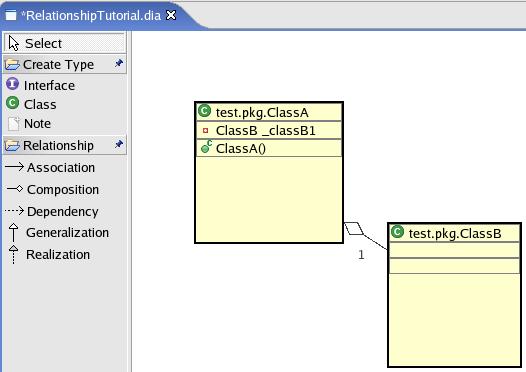 *RelationshipTutorial.dia
Select
Create Type
Interface
Class
Note
Relationship
Association
Composition
Dependency
Generalization
Realization
test.pkg.ClassA
ClassB _classB1
ClassA()
1
test.pkg.ClassB